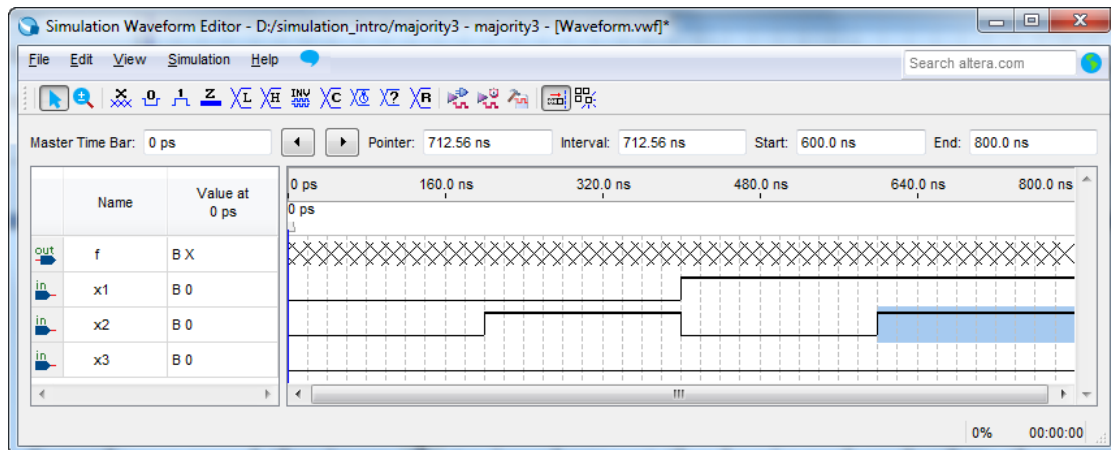 Simulation Waveform Editor - D:/simulation_intro/majority3 - majority3 - [Waveform.vwf]*
File Edit View Simulation Help
Search altera.com
X Z L H INV C ? R
Master Time Bar: 0 ps Pointer: 712.56 ns Interval: 712.56 ns Start: 600.0 ns End: 800.0 ns
Name Value at 0 ps
0 ps 160.0 ns 320.0 ns 480.0 ns 640.0 ns 800.0 ns
0 ps
out f B X
in x1 B 0
in x2 B 0
in x3 B 0
0% 00:00:00